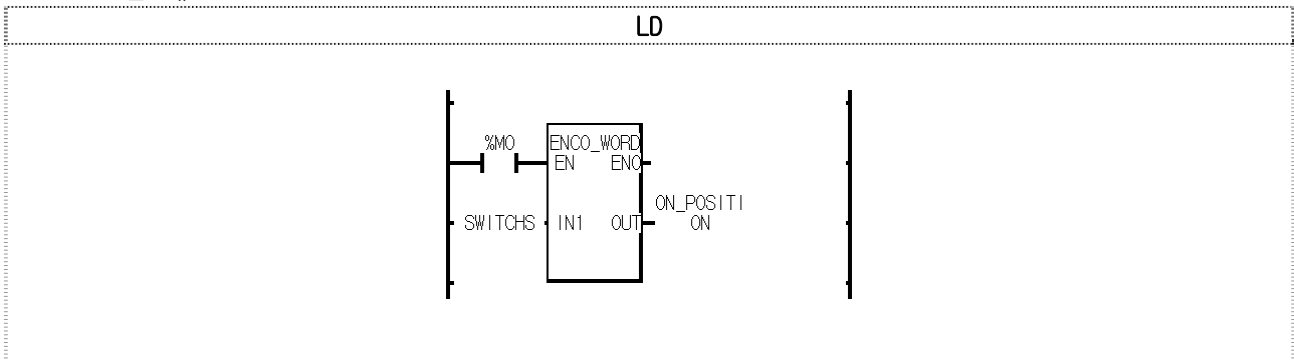 LD
%M0
ENCO_WORD
EN ENO
ON_POSITI
SWITCHS IN1 OUT ON